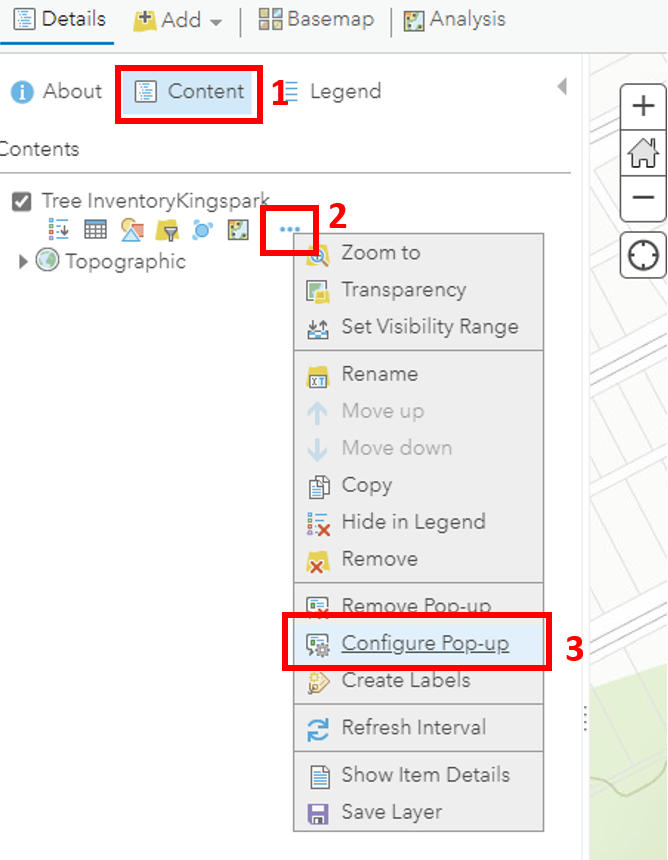 Details Add Basemap Analysis
About Content 1 Legend
Contents
Tree InventoryKingspark
2
Topographic
Zoom to
Transparency
Set Visibility Range
Rename
Move up
Move down
Copy
Hide in Legend
Remove
Remove Pop-up
Configure Pop-up 3
Create Labels
Refresh Interval
Show Item Details
Save Layer